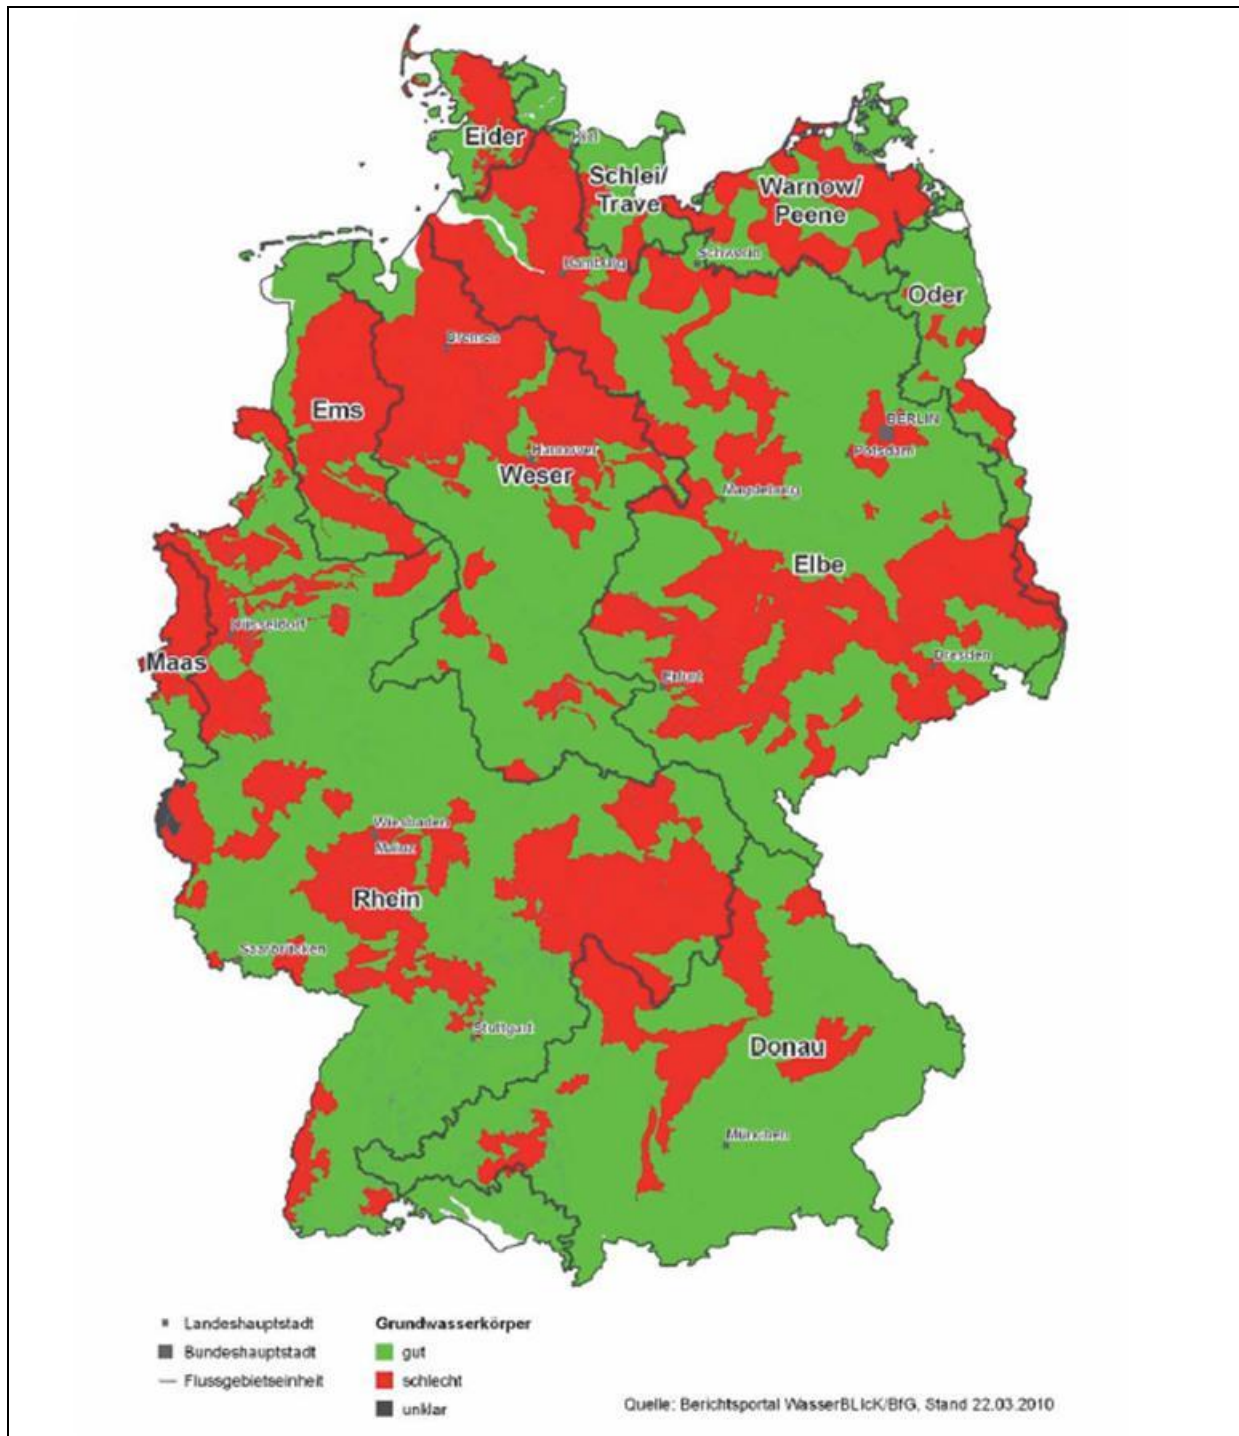 Eider
Kiel
Schlei/
Trave
Warnow/
Peene
Hamburg
Schwerin
Oder
Bremen
Ems
BERLIN
Potsdam
Hannover
Weser
Magdeburg
Elbe
Düsseldorf
Maas
Dresden
Erfurt
Wiesbaden
Mainz
Rhein
Saarbrücken
Stuttgart
Donau
München
Landeshauptstadt
Bundeshauptstadt
Flussgebietseinheit
Grundwasserkörper
gut
schlecht
unklar
Quelle: Berichtsportal WasserBLIcK/BfG, Stand 22.03.2010